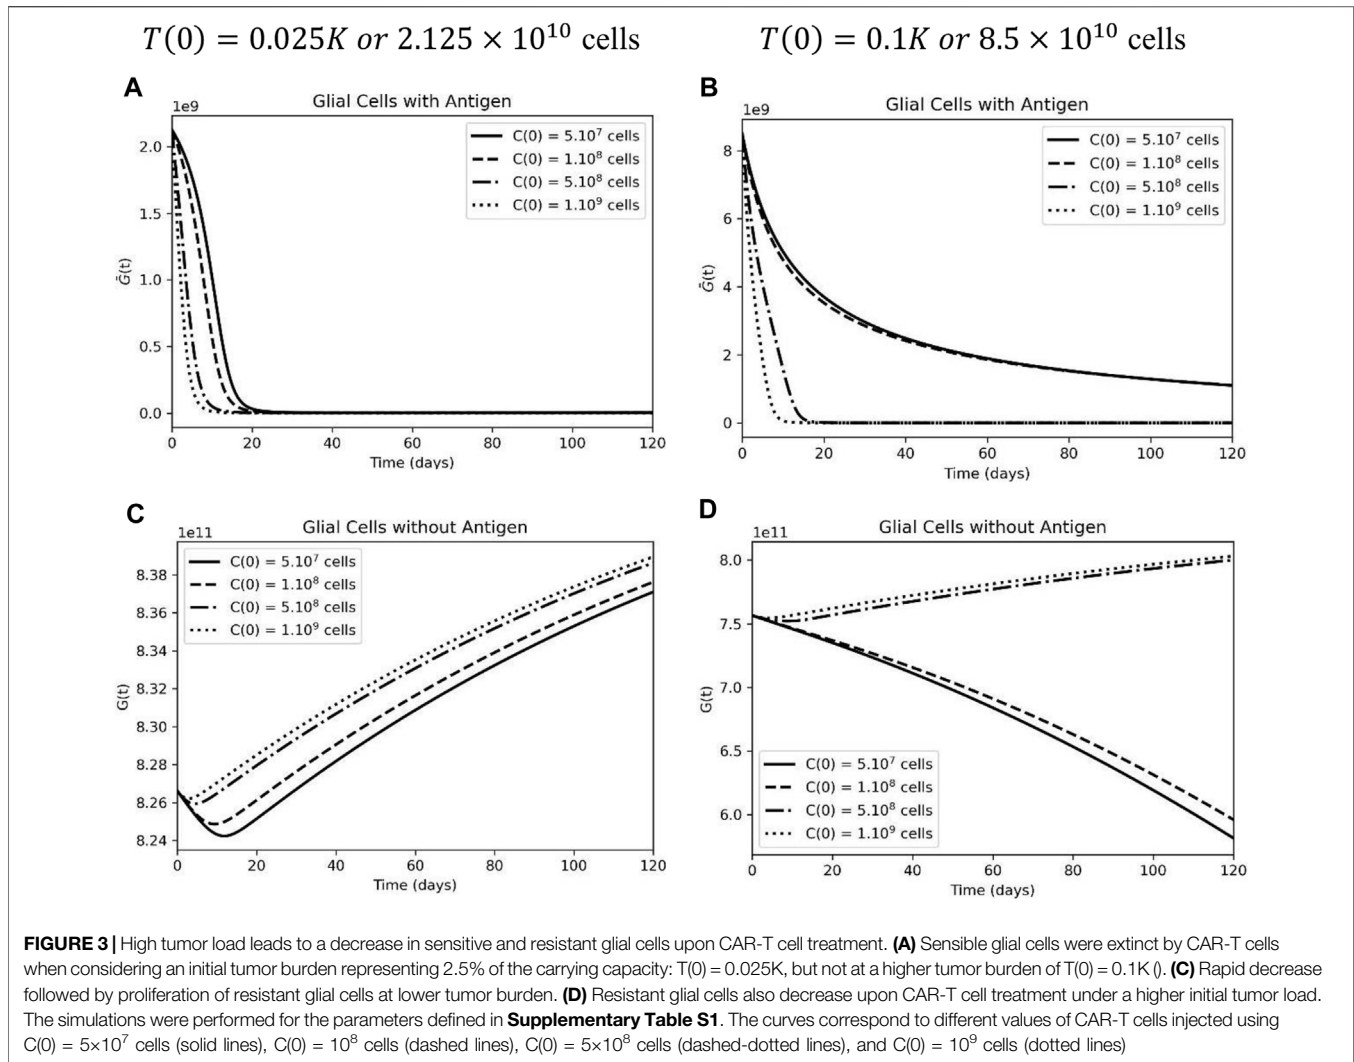 T(0) = 0.025K or 2.125 × 10¹⁰ cells
T(0) = 0.1K or 8.5 × 10¹⁰ cells
A
1e9
Glial Cells with Antigen
C(0) = 5.10⁷ cells
C(0) = 1.10⁸ cells
C(0) = 5.10⁸ cells
C(0) = 1.10⁹ cells
2.0
1.5
1.0
0.5
0.0
Ḡ(t)
0 20 40 60 80 100 120
Time (days)
B
1e9
Glial Cells with Antigen
C(0) = 5.10⁷ cells
C(0) = 1.10⁸ cells
C(0) = 5.10⁸ cells
C(0) = 1.10⁹ cells
8
6
4
2
0
Ḡ(t)
0 20 40 60 80 100 120
Time (days)
C
1e11
Glial Cells without Antigen
C(0) = 5.10⁷ cells
C(0) = 1.10⁸ cells
C(0) = 5.10⁸ cells
C(0) = 1.10⁹ cells
8.38
8.36
8.34
8.32
8.30
8.28
8.26
8.24
G(t)
0 20 40 60 80 100 120
Time (days)
D
1e11
Glial Cells without Antigen
8.0
7.5
7.0
6.5
6.0
G(t)
C(0) = 5.10⁷ cells
C(0) = 1.10⁸ cells
C(0) = 5.10⁸ cells
C(0) = 1.10⁹ cells
0 20 40 60 80 100 120
Time (days)
FIGURE 3 | High tumor load leads to a decrease in sensitive and resistant glial cells upon CAR-T cell treatment. (A) Sensible glial cells were extinct by CAR-T cells
when considering an initial tumor burden representing 2.5% of the carrying capacity: T(0) = 0.025K, but not at a higher tumor burden of T(0) = 0.1K (). (C) Rapid decrease
followed by proliferation of resistant glial cells at lower tumor burden. (D) Resistant glial cells also decrease upon CAR-T cell treatment under a higher initial tumor load.
The simulations were performed for the parameters defined in Supplementary Table S1. The curves correspond to different values of CAR-T cells injected using
C(0) = 5×10⁷ cells (solid lines), C(0) = 10⁸ cells (dashed lines), C(0) = 5×10⁸ cells (dashed-dotted lines), and C(0) = 10⁹ cells (dotted lines)